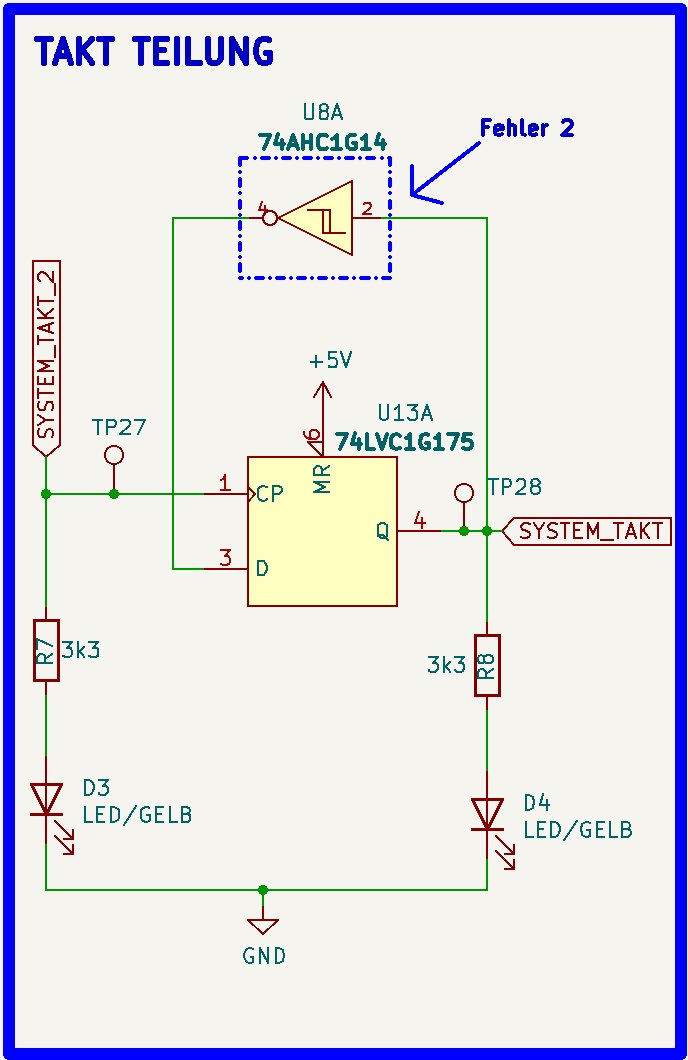 TAKT TEILUNG
U8A
74AHC1G14
Fehler 2
4
2
SYSTEM_TAKT_2
+5V
TP27
U13A
74LVC1G175
6
MR
TP28
1
CP
4
Q
SYSTEM_TAKT
3
D
R7
3k3
3k3
R8
D3
LED/GELB
D4
LED/GELB
GND